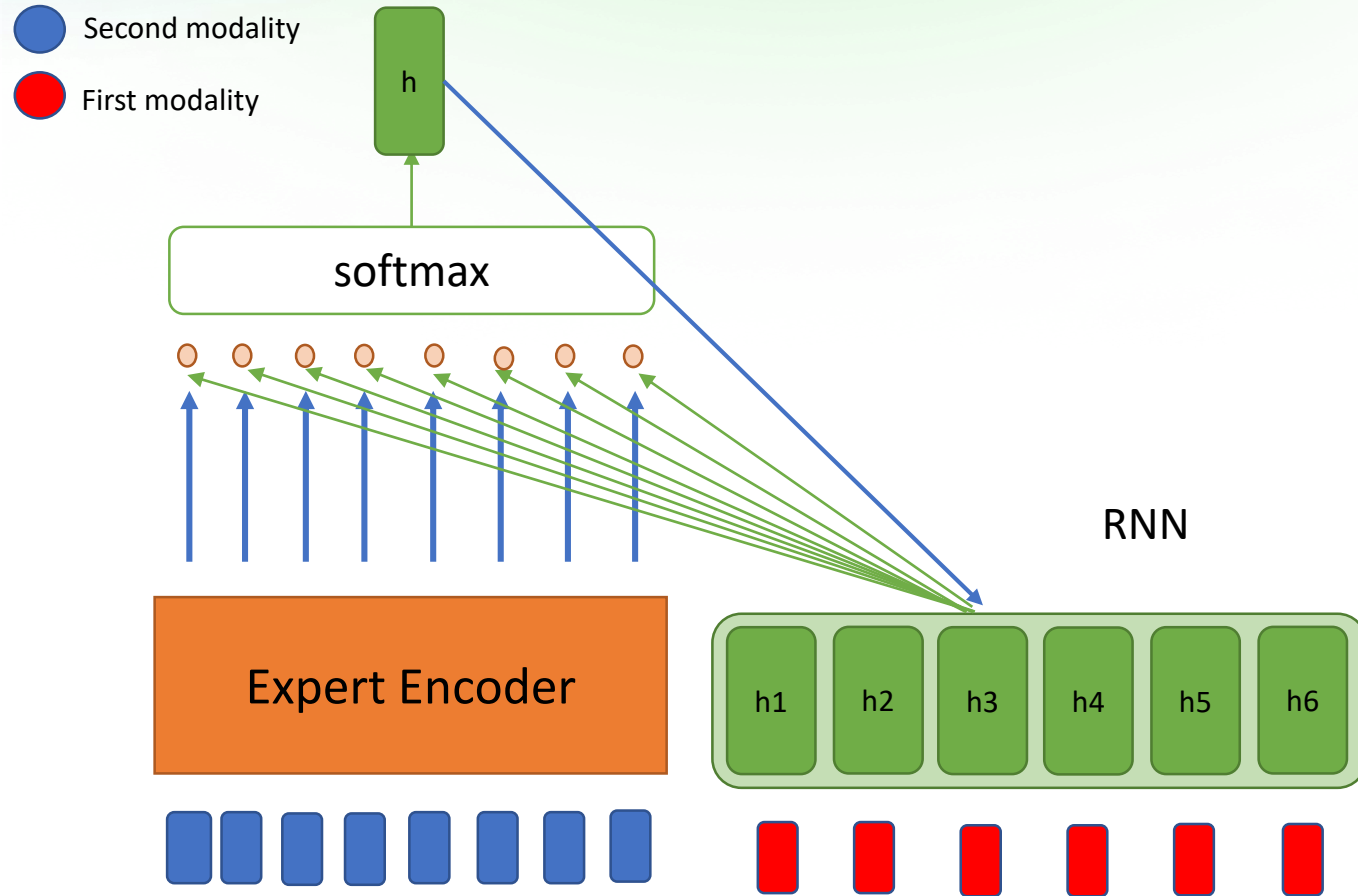 Second modality
First modality
h
softmax
RNN
Expert Encoder
h1
h2
h3
h4
h5
h6